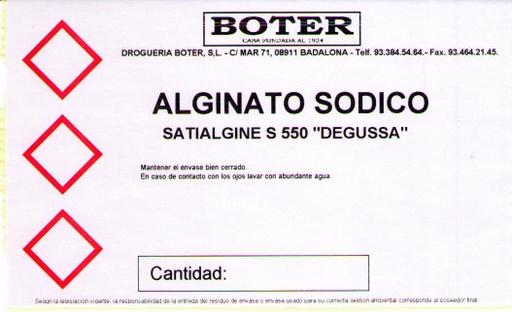 BOTER
CASA FUNDADA AL 1924
DROGUERIA BOTER, S,L. - C/ MAR 71, 08911 BADALONA - Telf. 93.384.54.64.- Fax. 93.464.21.45.
ALGINATO SODICO
SATIALGINE S 550 "DEGUSSA"
Mantener el envase bien cerrado.
En caso de contacto con los ojos lavar con abundante agua.
Cantidad:
Segun la legislacion vigente, la responsabilidad de la entrega del residuo de envase o envase usado para su correcta gestion ambiental corresponde al poseedor final.